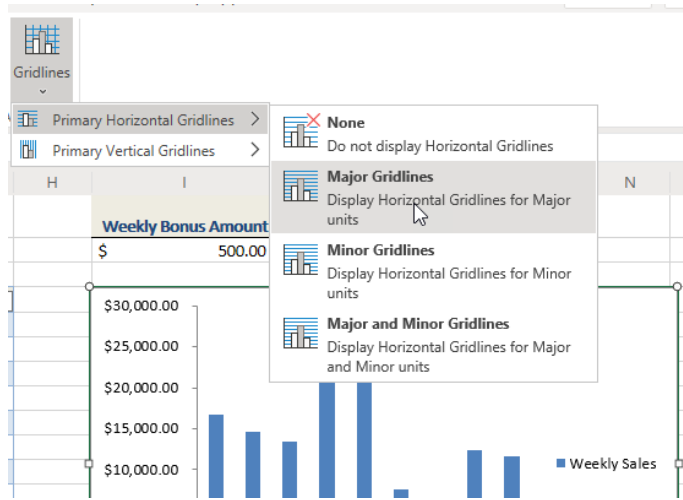 Gridlines
Primary Horizontal Gridlines
Primary Vertical Gridlines
None
Do not display Horizontal Gridlines
Major Gridlines
Display Horizontal Gridlines for Major
units
Minor Gridlines
Display Horizontal Gridlines for Minor
units
Major and Minor Gridlines
Display Horizontal Gridlines for Major
and Minor units
H I N
Weekly Bonus Amount
$ 500.00
$30,000.00
$25,000.00
$20,000.00
$15,000.00
$10,000.00
Weekly Sales